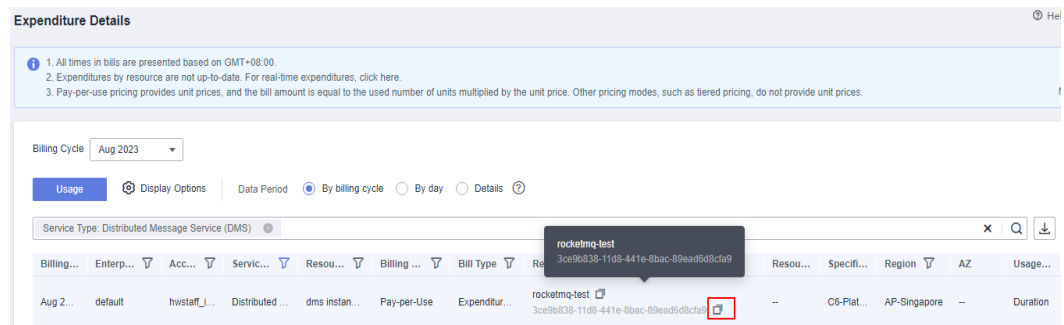 Expenditure Details
Hel
1. All times in bills are presented based on GMT+08:00.
2. Expenditures by resource are not up-to-date. For real-time expenditures, click here.
3. Pay-per-use pricing provides unit prices, and the bill amount is equal to the used number of units multiplied by the unit price. Other pricing modes, such as tiered pricing, do not provide unit prices.
Billing Cycle Aug 2023
Usage Display Options Data Period By billing cycle By day Details
Service Type: Distributed Message Service (DMS)
rocketmq-test
3ce9b838-11d8-441e-8bac-89ead6d8cfa9
Billing... Enterp... Acc... Servic... Resou... Billing ... Bill Type Re Resou... Specifi... Region AZ Usage...
Aug 2... default hwstaff_i... Distributed ... dms instan... Pay-per-Use Expenditur... rocketmq-test -- C6-Plat... AP-Singapore -- Duration
3ce9b838-11d8-441e-8bac-89ead6d8cfa9